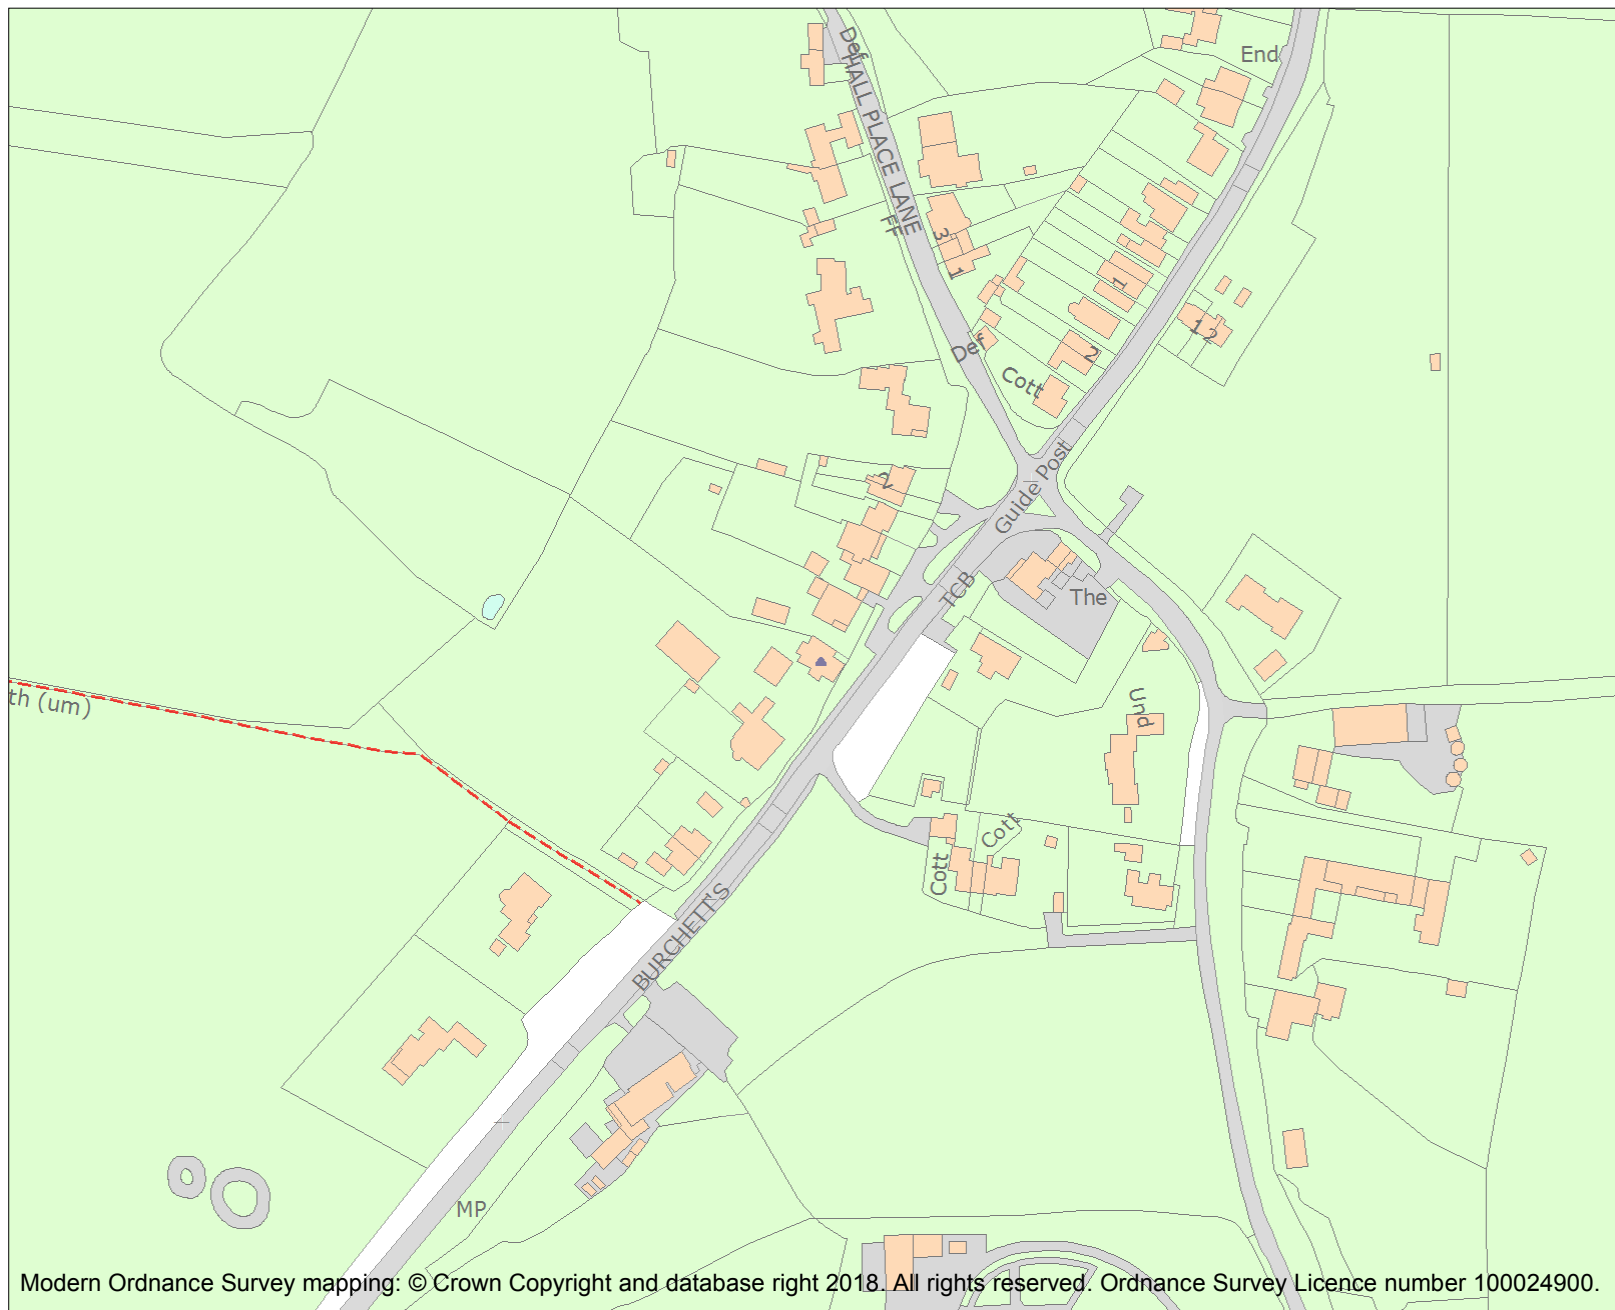 Def
End
HALL PLACE LANE
FF
3
1
1
1 2
Def
2
Cott
Guide Post
2
TCB
The
th (um)
Und
Cott
Cott
BURCHETT'S
MP
Modern Ordnance Survey mapping: © Crown Copyright and database right 2018. All rights reserved. Ordnance Survey Licence number 100024900.